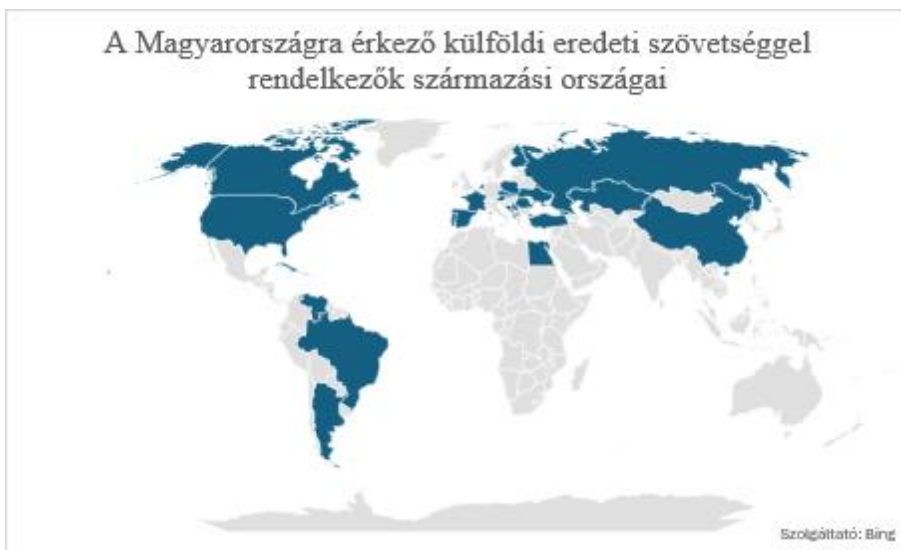 A Magyarországra érkező külföldi eredeti szövetséggel
rendelkezők származási országai
Szolgáltató: Bing